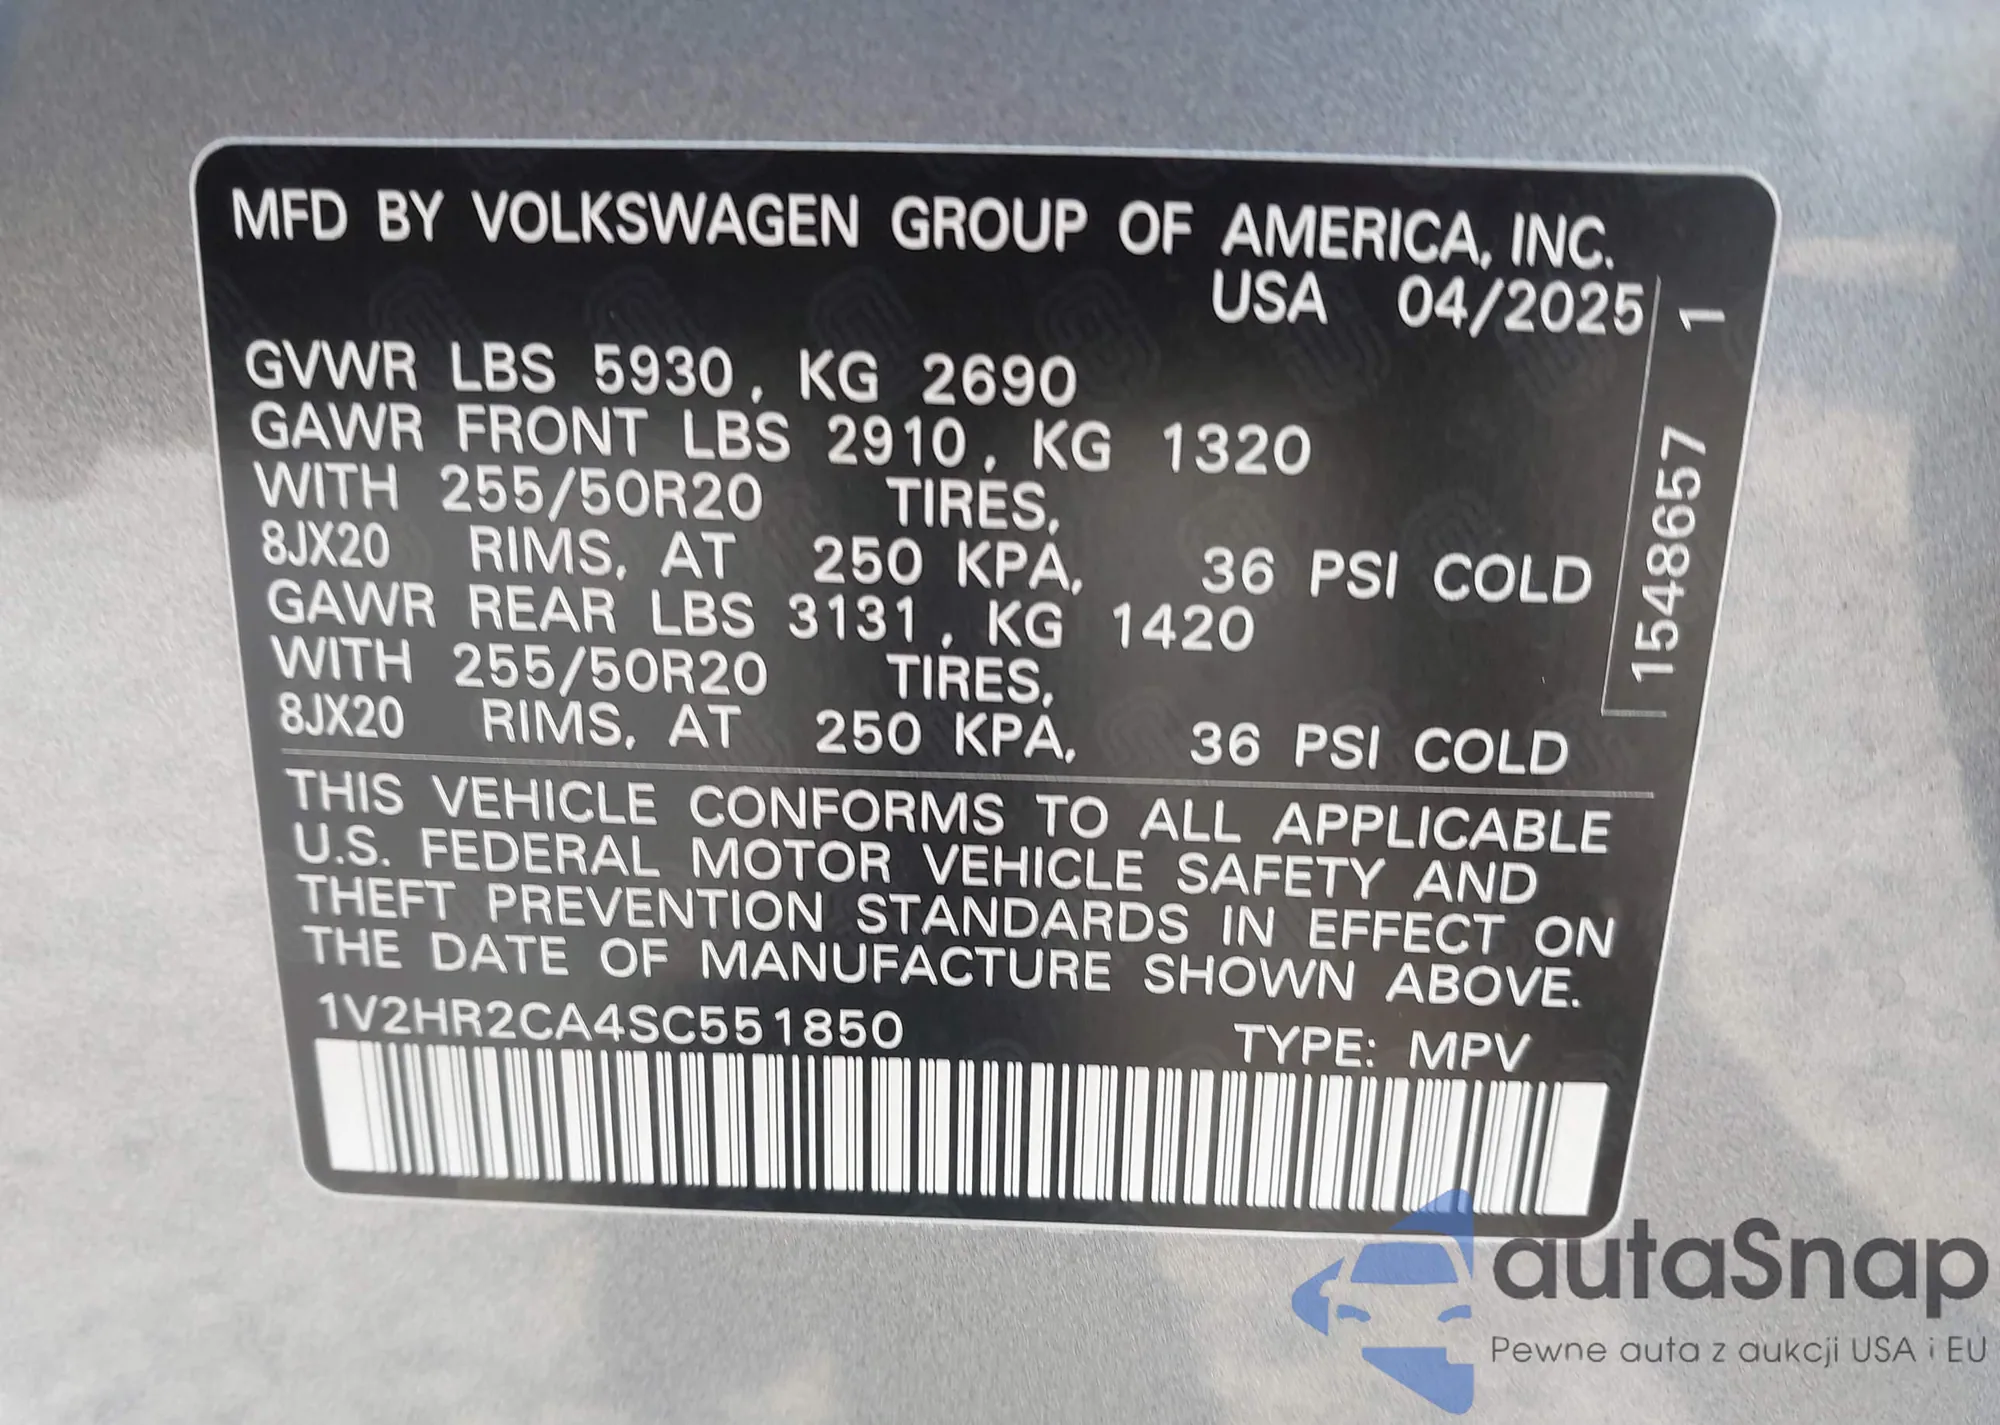 MFD BY VOLKSWAGEN GROUP OF AMERICA, INC.
USA 04/2025
GVWR LBS 5930, KG 2690
GAWR FRONT LBS 2910, KG 1320
WITH 255/50R20 TIRES,
8JX20 RIMS, AT 250 KPA, 36 PSI COLD
GAWR REAR LBS 3131, KG 1420
WITH 255/50R20 TIRES,
8JX20 RIMS, AT 250 KPA, 36 PSI COLD
1548657 1
THIS VEHICLE CONFORMS TO ALL APPLICABLE
U.S. FEDERAL MOTOR VEHICLE SAFETY AND
THEFT PREVENTION STANDARDS IN EFFECT ON
THE DATE OF MANUFACTURE SHOWN ABOVE.
1V2HR2CA4SC551850 TYPE: MPV
autaSnap
Pewne auta z aukcji USA i EU